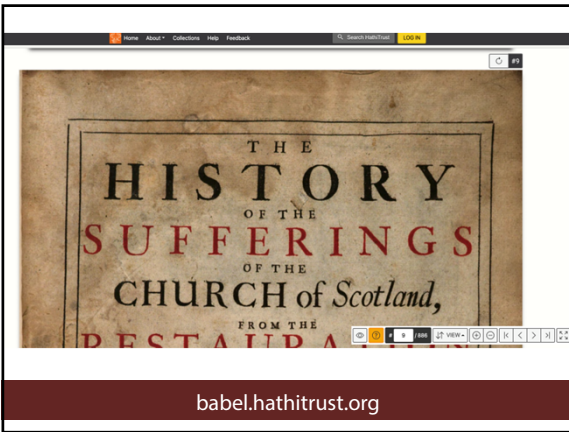 Home About Collections Help Feedback Search HathiTrust LOG IN
#9
THE
HISTORY
OF THE
SUFFERINGS
OF THE
CHURCH of Scotland,
FROM THE
RESTAURATION
? # 9 /886 VIEW
babel.hathitrust.org